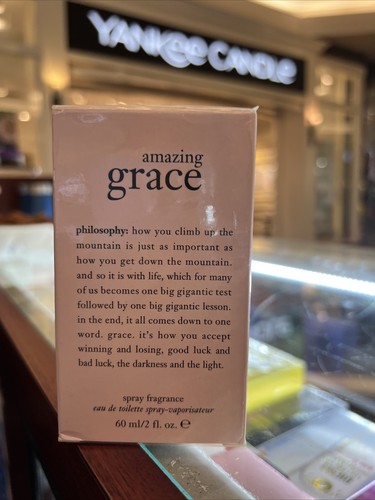 YANKEE CANDLE
amazing
grace
philosophy: how you climb up the
mountain is just as important as
how you get down the mountain.
and so it is with life, which for many
of us becomes one big gigantic test
followed by one big gigantic lesson.
in the end, it all comes down to one
word. grace. it's how you accept
winning and losing, good luck and
bad luck, the darkness and the light.
spray fragrance
eau de toilette spray-vaporisateur
60 ml/2 fl. oz. ℮